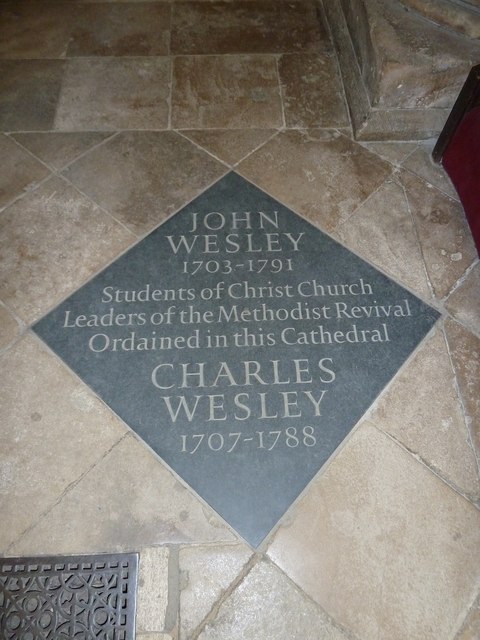 JOHN
WESLEY
1703-1791
Students of Christ Church
Leaders of the Methodist Revival
Ordained in this Cathedral
CHARLES
WESLEY
1707-1788